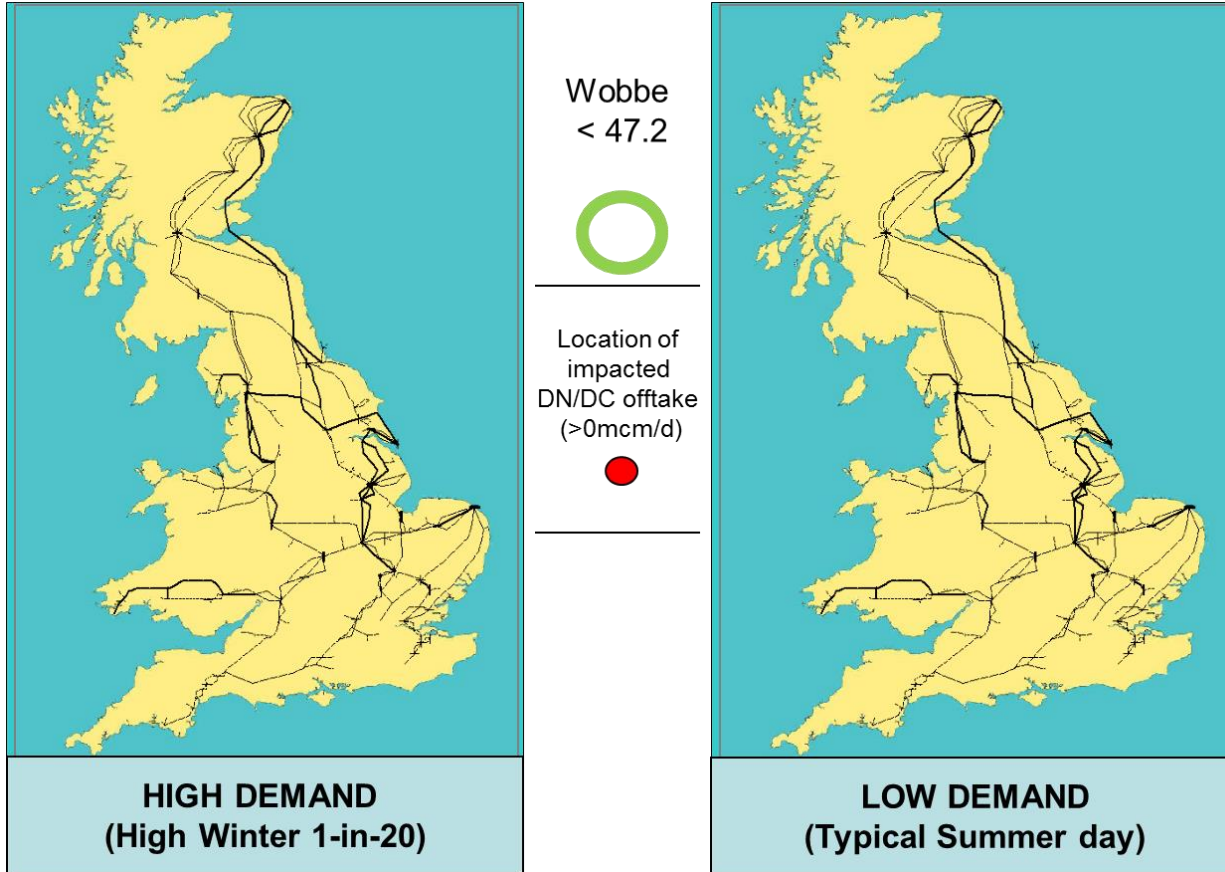 Wobbe
< 47.2
Location of
impacted
DN/DC offtake
(>0mcm/d)
HIGH DEMAND
(High Winter 1-in-20)
LOW DEMAND
(Typical Summer day)